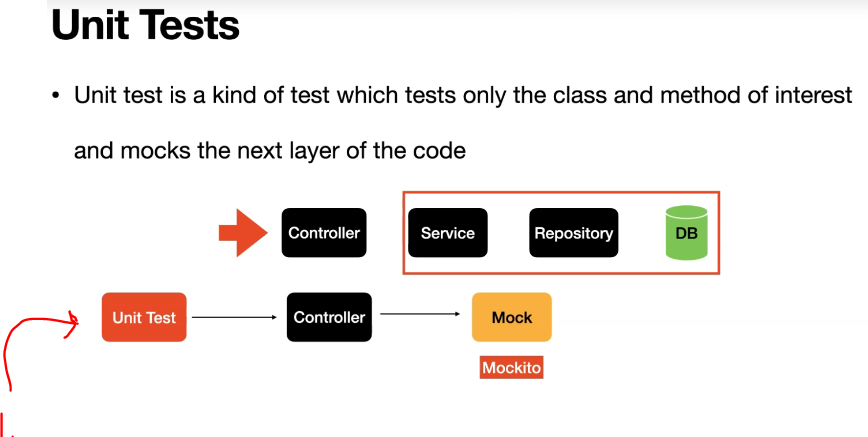 Unit Tests
• Unit test is a kind of test which tests only the class and method of interest
and mocks the next layer of the code
Controller
Service
Repository
DB
Unit Test
Controller
Mock
Mockito